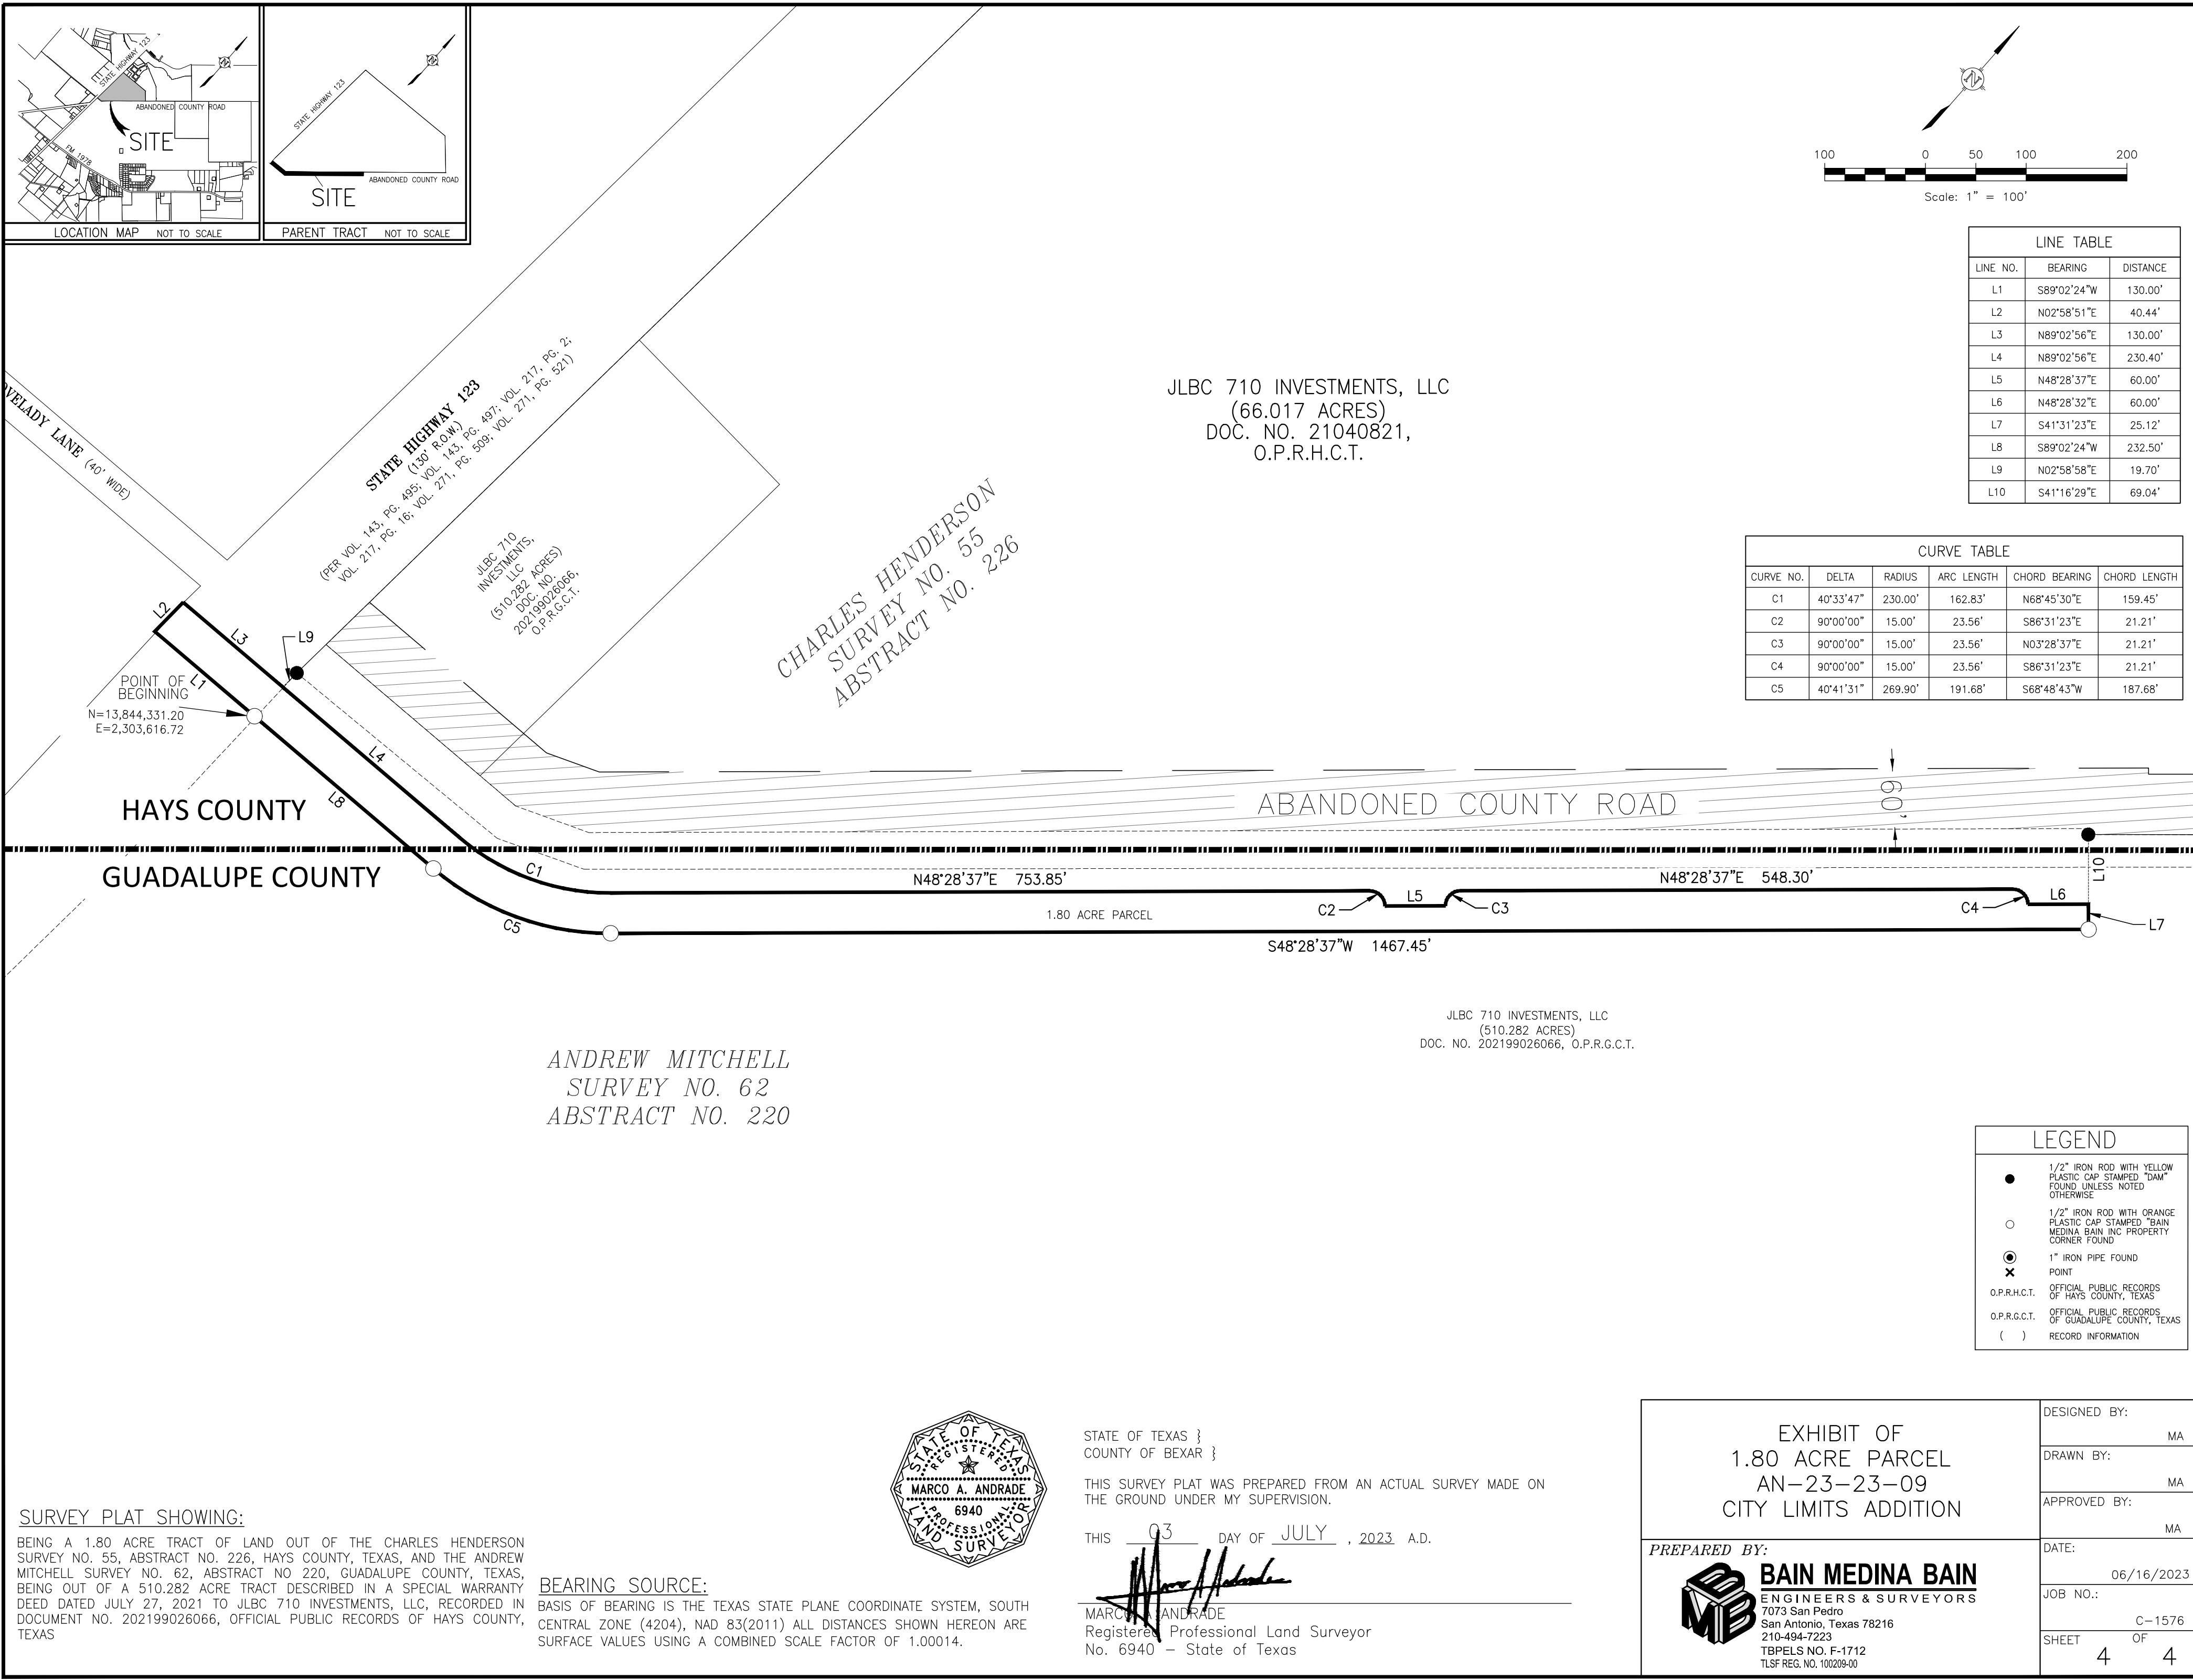 STATE HIGHWAY 123
ABANDONED COUNTY ROAD
SITE
FM 1978
N
LOCATION MAP NOT TO SCALE
STATE HIGHWAY 123
ABANDONED COUNTY ROAD
SITE
N
PARENT TRACT NOT TO SCALE
N
100 0 50 100 200
Scale: 1" = 100'
LINE TABLE
LINE NO. BEARING DISTANCE
L1 S89°02'24"W 130.00'
L2 N02°58'51"E 40.44'
L3 N89°02'56"E 130.00'
L4 N89°02'56"E 230.40'
L5 N48°28'37"E 60.00'
L6 N48°28'32"E 60.00'
L7 S41°31'23"E 25.12'
L8 S89°02'24"W 232.50'
L9 N02°58'58"E 19.70'
L10 S41°16'29"E 69.04'
CURVE TABLE
CURVE NO. DELTA RADIUS ARC LENGTH CHORD BEARING CHORD LENGTH
C1 40°33'47" 230.00' 162.83' N68°45'30"E 159.45'
C2 90°00'00" 15.00' 23.56' S86°31'23"E 21.21'
C3 90°00'00" 15.00' 23.56' N03°28'37"E 21.21'
C4 90°00'00" 15.00' 23.56' S86°31'23"E 21.21'
C5 40°41'31" 269.90' 191.68' S68°48'43"W 187.68'
OVELADY LANE (40' WIDE)
STATE HIGHWAY 123
(130' R.O.W.)
(PER VOL. 143, PG. 495; VOL. 143, PG. 497; VOL. 217, PG. 2;
VOL. 217, PG. 16; VOL. 271, PG. 509; VOL. 271, PG. 521)
JLBC 710
INVESTMENTS,
LLC
(510.282 ACRES)
DOC. NO.
202199026066,
O.P.R.G.C.T.
JLBC 710 INVESTMENTS, LLC
(66.017 ACRES)
DOC. NO. 21040821,
O.P.R.H.C.T.
CHARLES HENDERSON
SURVEY NO. 55
ABSTRACT NO. 226
L2
L3
L9
L1
POINT OF
BEGINNING
N=13,844,331.20
E=2,303,616.72
L4
L8
HAYS COUNTY
GUADALUPE COUNTY
ABANDONED COUNTY ROAD
60'
C1
N48°28'37"E 753.85'
N48°28'37"E 548.30'
L10
C2
L5
C3
C4
L6
L7
C5
1.80 ACRE PARCEL
S48°28'37"W 1467.45'
JLBC 710 INVESTMENTS, LLC
(510.282 ACRES)
DOC. NO. 202199026066, O.P.R.G.C.T.
ANDREW MITCHELL
SURVEY NO. 62
ABSTRACT NO. 220
LEGEND
1/2" IRON ROD WITH YELLOW
PLASTIC CAP STAMPED "DAM"
FOUND UNLESS NOTED
OTHERWISE
1/2" IRON ROD WITH ORANGE
PLASTIC CAP STAMPED "BAIN
MEDINA BAIN INC PROPERTY
CORNER FOUND
1" IRON PIPE FOUND
POINT
O.P.R.H.C.T. OFFICIAL PUBLIC RECORDS
OF HAYS COUNTY, TEXAS
O.P.R.G.C.T. OFFICIAL PUBLIC RECORDS
OF GUADALUPE COUNTY, TEXAS
( ) RECORD INFORMATION
SURVEY PLAT SHOWING:
BEING A 1.80 ACRE TRACT OF LAND OUT OF THE CHARLES HENDERSON
SURVEY NO. 55, ABSTRACT NO. 226, HAYS COUNTY, TEXAS, AND THE ANDREW
MITCHELL SURVEY NO. 62, ABSTRACT NO 220, GUADALUPE COUNTY, TEXAS,
BEING OUT OF A 510.282 ACRE TRACT DESCRIBED IN A SPECIAL WARRANTY
DEED DATED JULY 27, 2021 TO JLBC 710 INVESTMENTS, LLC, RECORDED IN
DOCUMENT NO. 202199026066, OFFICIAL PUBLIC RECORDS OF HAYS COUNTY,
TEXAS
BEARING SOURCE:
BASIS OF BEARING IS THE TEXAS STATE PLANE COORDINATE SYSTEM, SOUTH
CENTRAL ZONE (4204), NAD 83(2011) ALL DISTANCES SHOWN HEREON ARE
SURFACE VALUES USING A COMBINED SCALE FACTOR OF 1.00014.
STATE OF TEXAS
REGISTERED
MARCO A. ANDRADE
6940
PROFESSIONAL
LAND SURVEYOR
STATE OF TEXAS }
COUNTY OF BEXAR }
THIS SURVEY PLAT WAS PREPARED FROM AN ACTUAL SURVEY MADE ON
THE GROUND UNDER MY SUPERVISION.
THIS 03 DAY OF JULY , 2023 A.D.
MARCO A. ANDRADE
Registered Professional Land Surveyor
No. 6940 – State of Texas
EXHIBIT OF
1.80 ACRE PARCEL
AN-23-23-09
CITY LIMITS ADDITION
PREPARED BY:
BMB
BAIN MEDINA BAIN
ENGINEERS & SURVEYORS
7073 San Pedro
San Antonio, Texas 78216
210-494-7223
TBPELS NO. F-1712
TLSF REG. NO. 100209-00
DESIGNED BY:
MA
DRAWN BY:
MA
APPROVED BY:
MA
DATE:
06/16/2023
JOB NO.:
C-1576
SHEET 4 OF 4